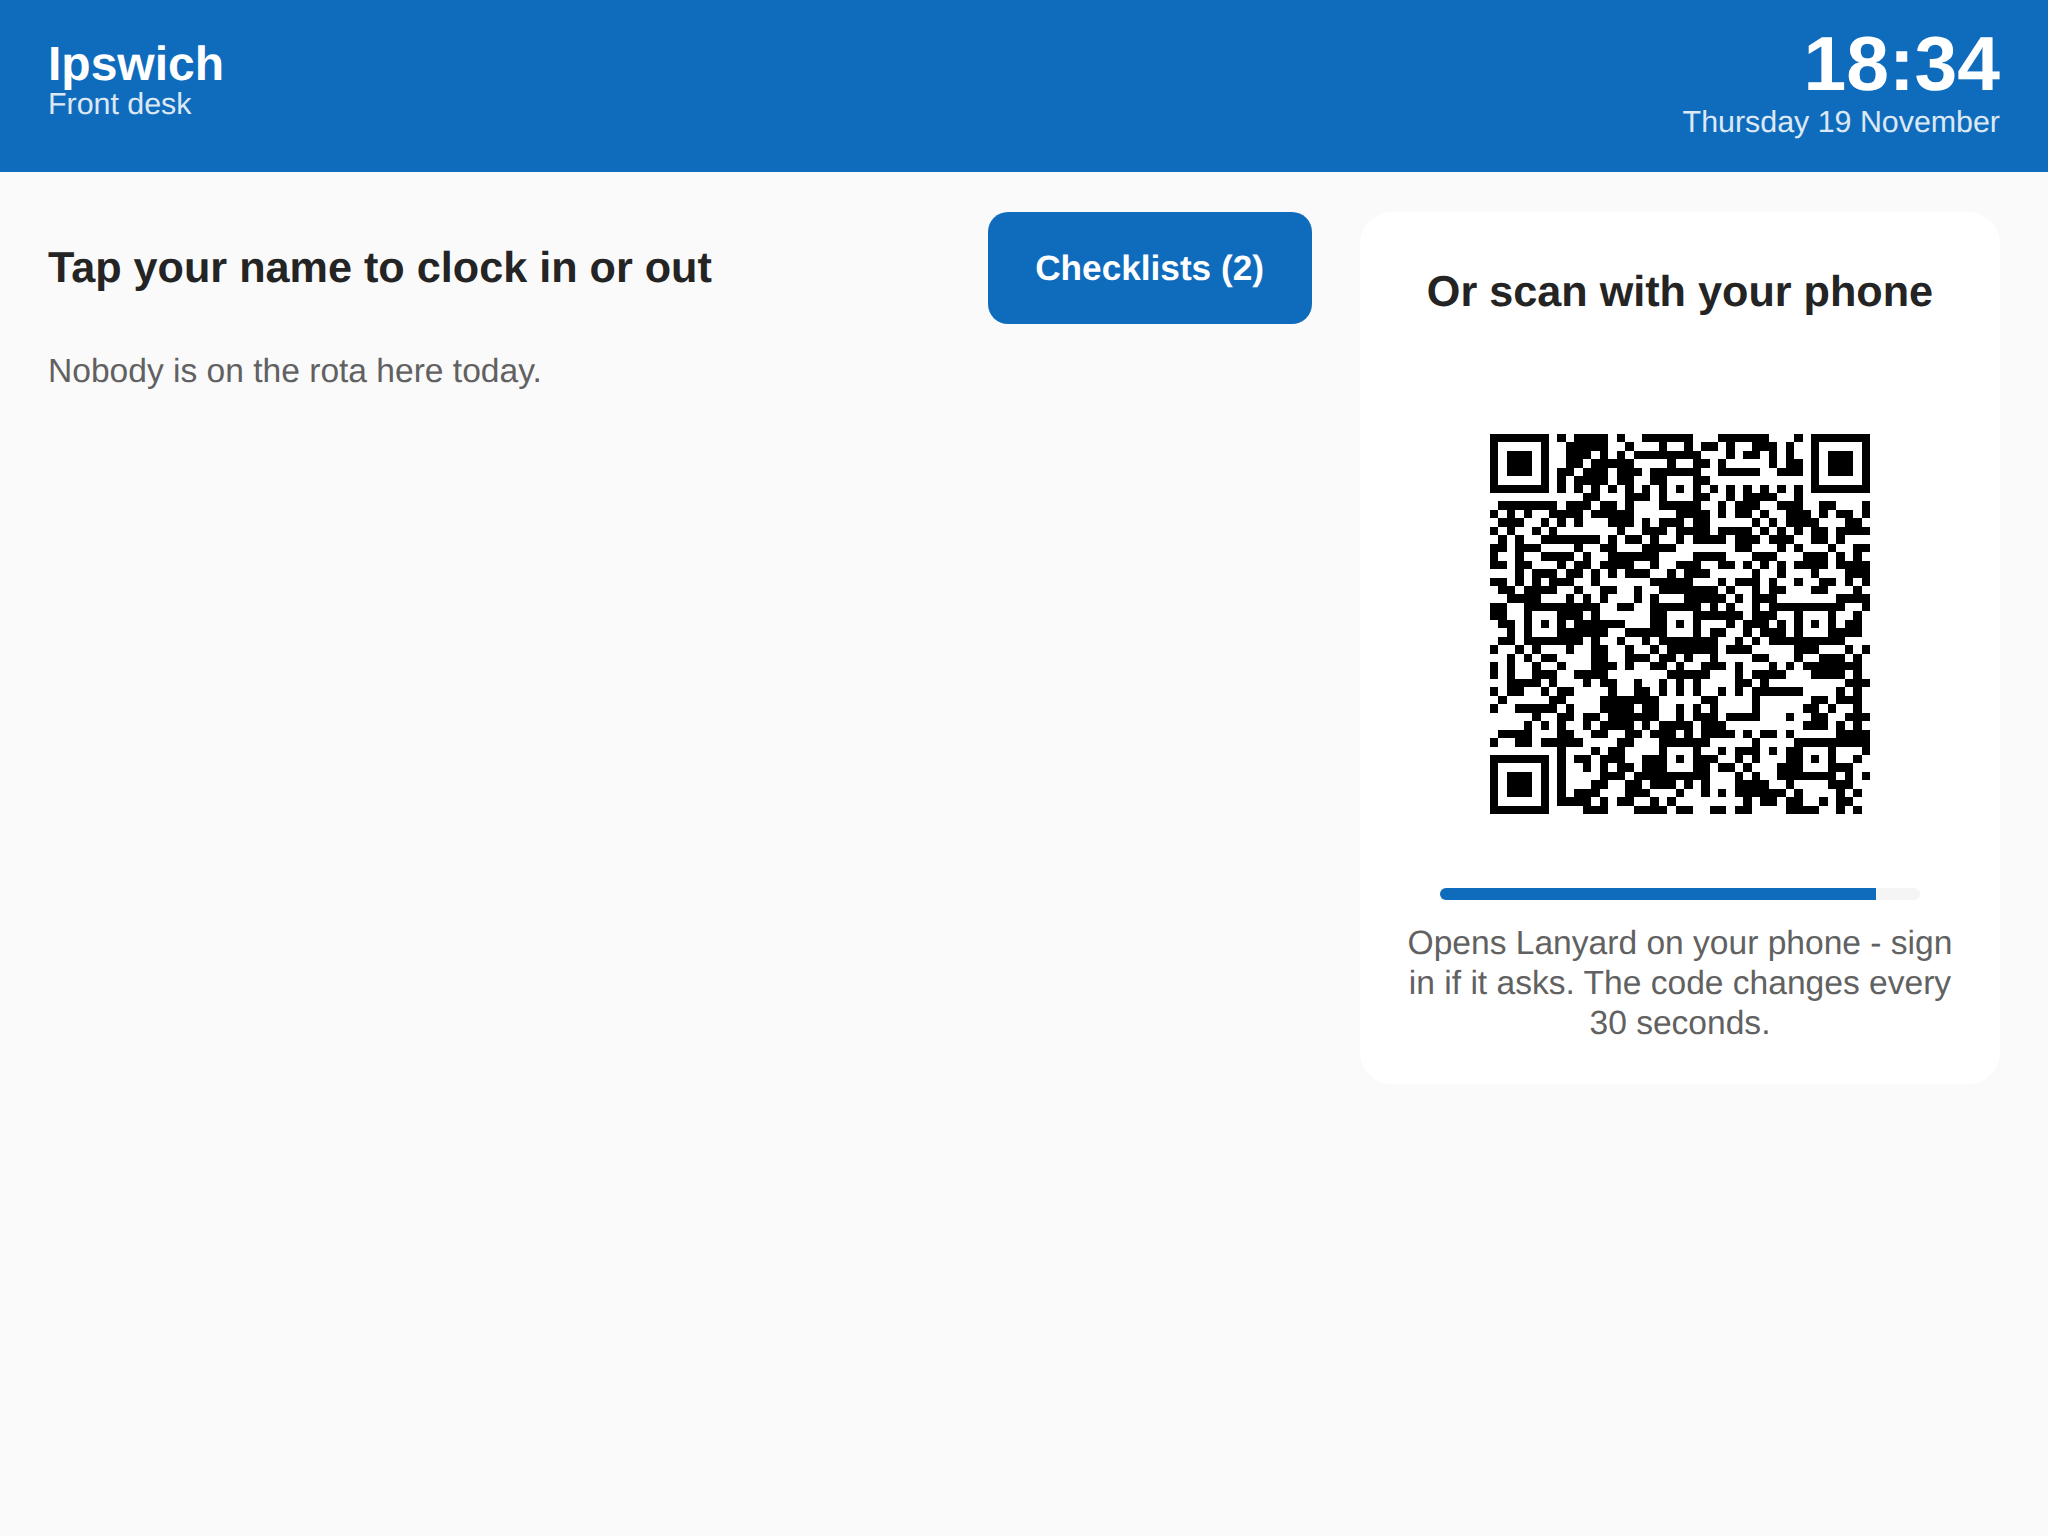 Ipswich
Front desk
18:34
Thursday 19 November
Tap your name to clock in or out
Checklists (2)
Nobody is on the rota here today.
Or scan with your phone
Opens Lanyard on your phone - sign
in if it asks. The code changes every
30 seconds.